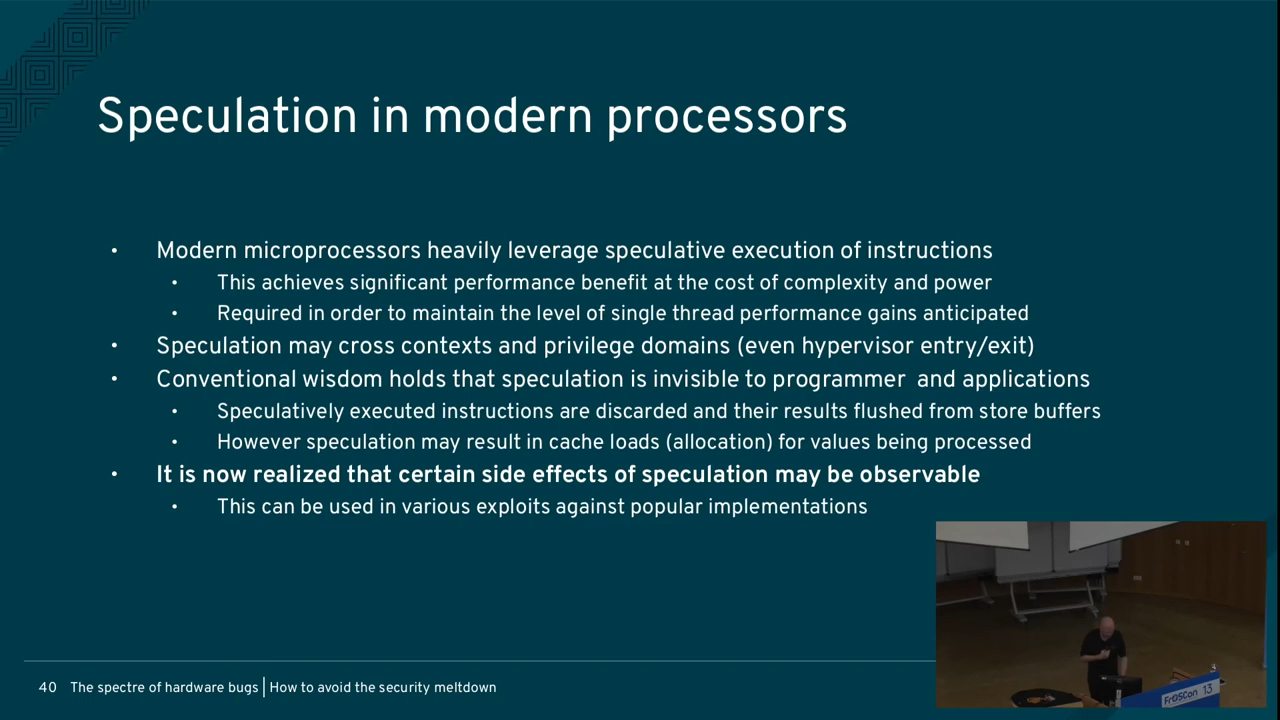 Speculation in modern processors
• Modern microprocessors heavily leverage speculative execution of instructions
• This achieves significant performance benefit at the cost of complexity and power
• Required in order to maintain the level of single thread performance gains anticipated
• Speculation may cross contexts and privilege domains (even hypervisor entry/exit)
• Conventional wisdom holds that speculation is invisible to programmer and applications
• Speculatively executed instructions are discarded and their results flushed from store buffers
• However speculation may result in cache loads (allocation) for values being processed
• It is now realized that certain side effects of speculation may be observable
• This can be used in various exploits against popular implementations
40 The spectre of hardware bugs | How to avoid the security meltdown
FrOSCon 13